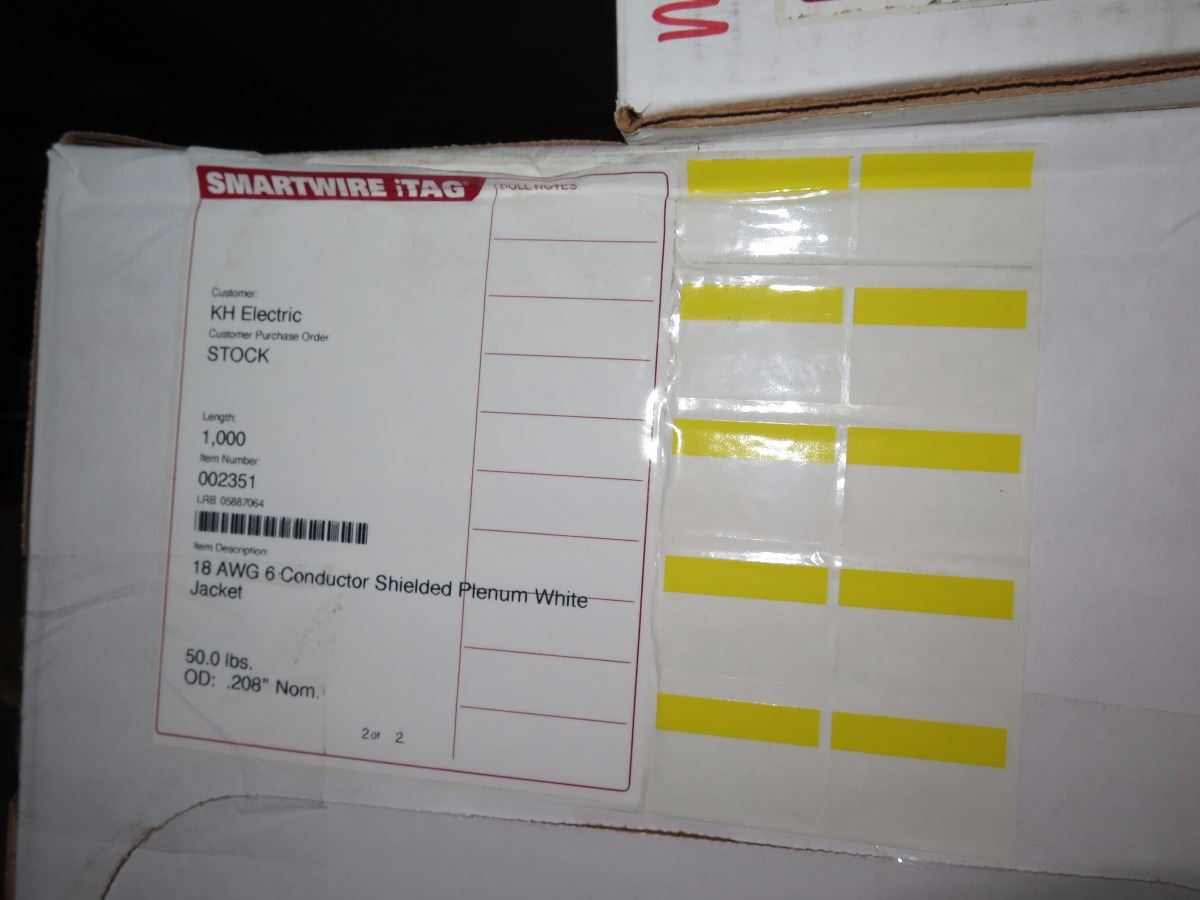 SMARTWIRE iTAG
PULL NOTES:
Customer:
KH Electric
Customer Purchase Order
STOCK
Length:
1,000
Item Number:
002351
LRB 05887064
Item Description:
18 AWG 6 Conductor Shielded Plenum White
Jacket
50.0 lbs.
OD: .208" Nom.
2 of 2